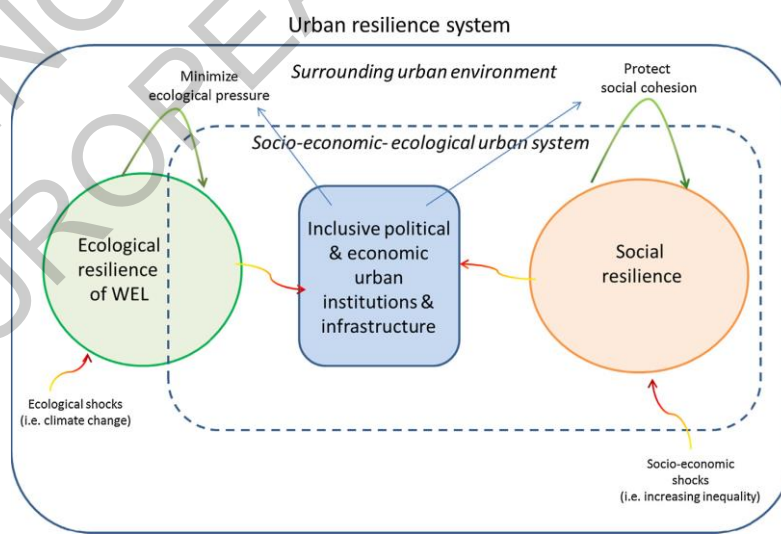 Urban resilience system
Surrounding urban environment
Minimize
ecological pressure
Protect
social cohesion
Socio-economic- ecological urban system
Ecological
resilience
of WEL
Inclusive political
& economic
urban
institutions &
infrastructure
Social
resilience
Ecological shocks
(i.e. climate change)
Socio-economic
shocks
(i.e. increasing inequality)